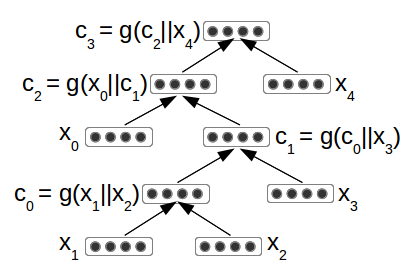 c₃ = g(c₂||x₄)
c₂ = g(x₀||c₁)
x₄
x₀
c₁ = g(c₀||x₃)
c₀ = g(x₁||x₂)
x₃
x₁
x₂